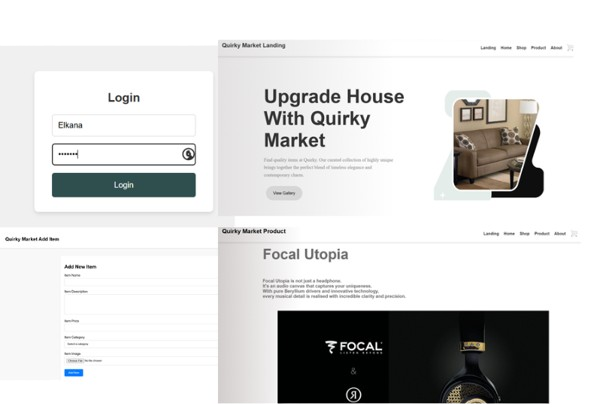 Login
Elkana
•••••••
Login
Quirky Market Landing
Landing Home Shop Product About
Upgrade House
With Quirky
Market
Find quality items at Quirky. Our curated collection of highly unique
brings together the perfect blend of timeless elegance and
contemporary charm.
View Gallery
Quirky Market Add Item
Add New Item
Item Name
Item Description
Item Price
Item Category
Select a category
Item Image
Choose File No file chosen
Add Item
Quirky Market Product
Landing Home Shop Product About
Focal Utopia
Focal Utopia is not just a headphone.
It's an audio canvas that captures your uniqueness.
With pure Beryllium drivers and innovative technology,
every musical detail is realised with incredible clarity and precision.
FOCAL
LISTEN BEYOND
&